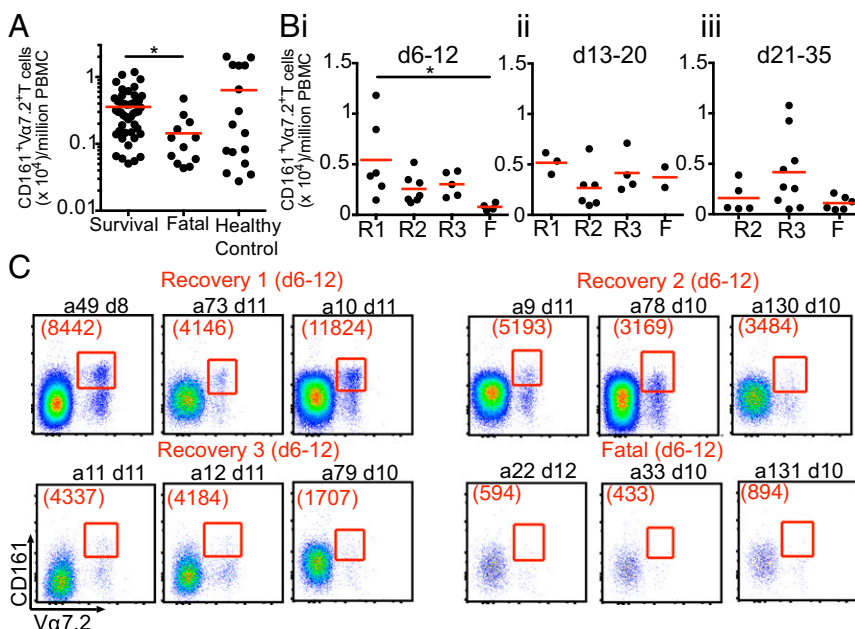 A
CD161⁺Vα7.2⁺T cells
(x 10⁴)/million PBMC
1
0.1
0.01
*
Survival
Fatal
Healthy
Control
Bi
d6-12
CD161⁺Vα7.2⁺T cells
(x 10⁴)/million PBMC
1.5
1
0.5
0
*
R1 R2 R3 F
ii
d13-20
1.5
1
0.5
0
R1 R2 R3 F
iii
d21-35
1.5
1
0.5
0
R2 R3 F
C
Recovery 1 (d6-12)
a49 d8 a73 d11 a10 d11
(8442) (4146) (11824)
Recovery 2 (d6-12)
a9 d11 a78 d10 a130 d10
(5193) (3169) (3484)
Recovery 3 (d6-12)
a11 d11 a12 d11 a79 d10
(4337) (4184) (1707)
Fatal (d6-12)
a22 d12 a33 d10 a131 d10
(594) (433) (894)
CD161
Vα7.2